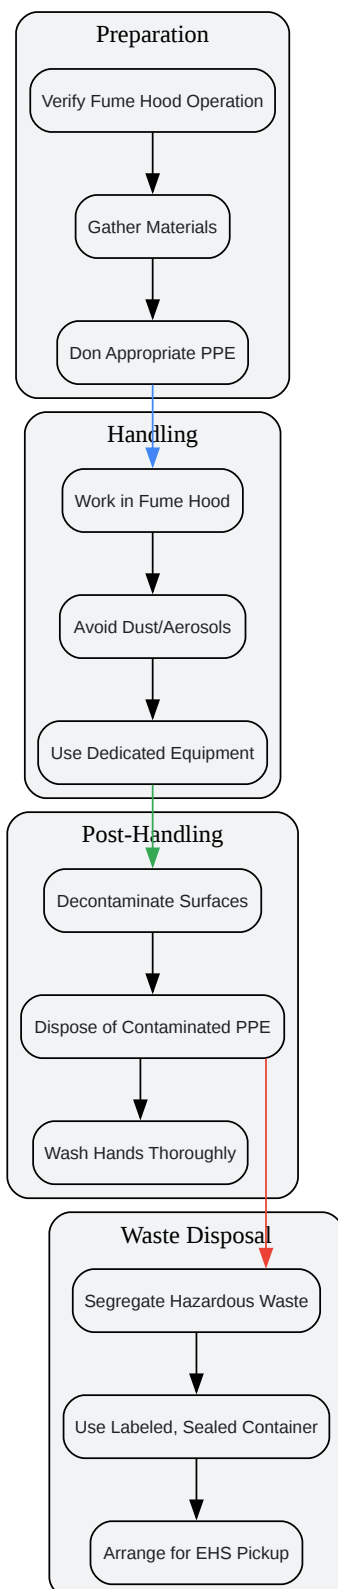 Preparation
Verify Fume Hood Operation
Gather Materials
Don Appropriate PPE
Handling
Work in Fume Hood
Avoid Dust/Aerosols
Use Dedicated Equipment
Post-Handling
Decontaminate Surfaces
Dispose of Contaminated PPE
Wash Hands Thoroughly
Waste Disposal
Segregate Hazardous Waste
Use Labeled, Sealed Container
Arrange for EHS Pickup